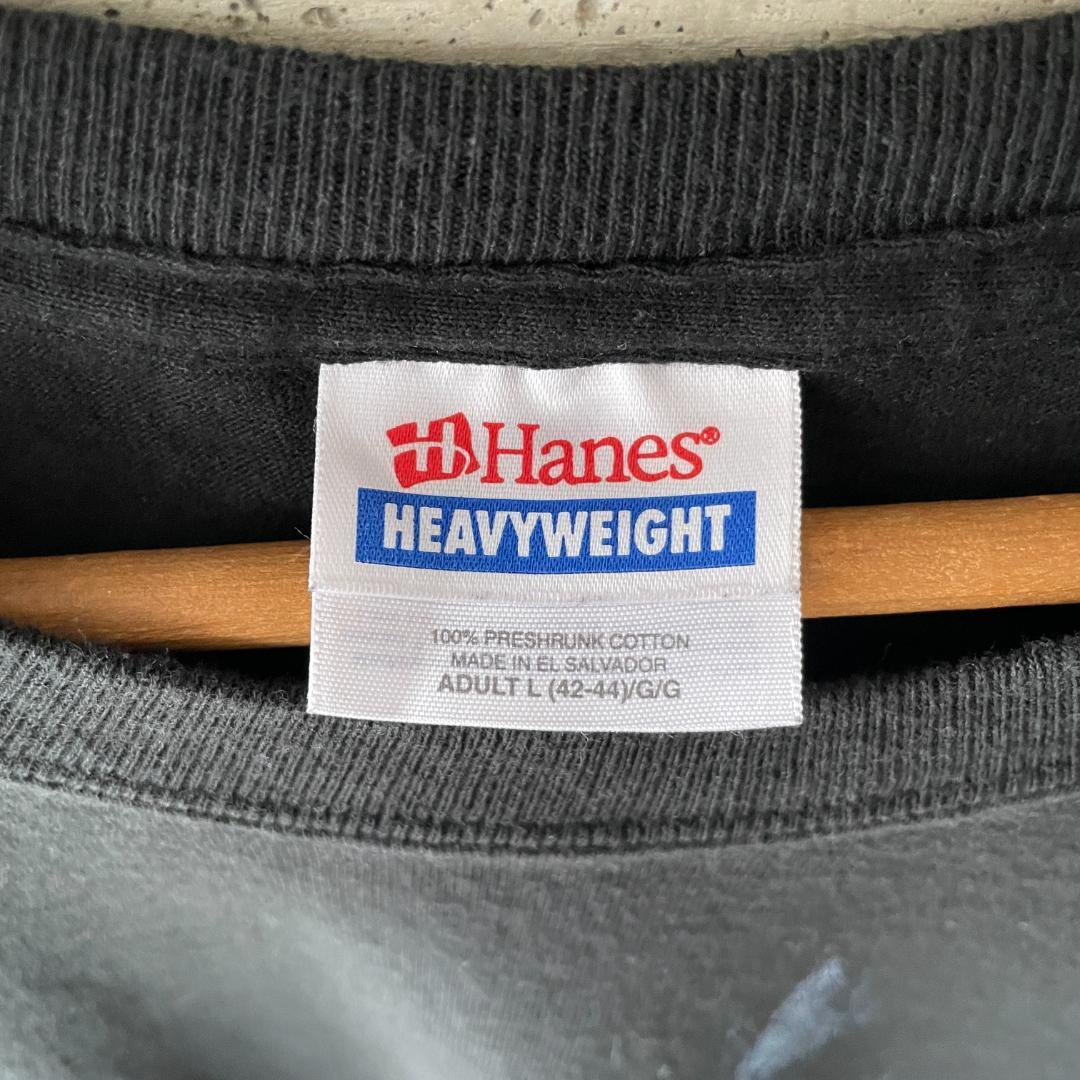 H Hanes®
HEAVYWEIGHT
100% PRESHRUNK COTTON
MADE IN EL SALVADOR
ADULT L (42-44)/G/G